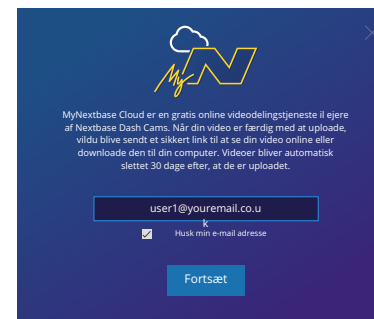 My N
MyNextbase Cloud er en gratis online videodelingstjeneste il ejere
af Nextbase Dash Cams. Når din video er færdig med at uploade,
vildu blive sendt et sikkert link til at se din video online eller
downloade den til din computer. Videoer bliver automatisk
slettet 30 dage efter, at de er uploadet.
user1@youremail.co.u
k
Husk min e-mail adresse
Fortsæt